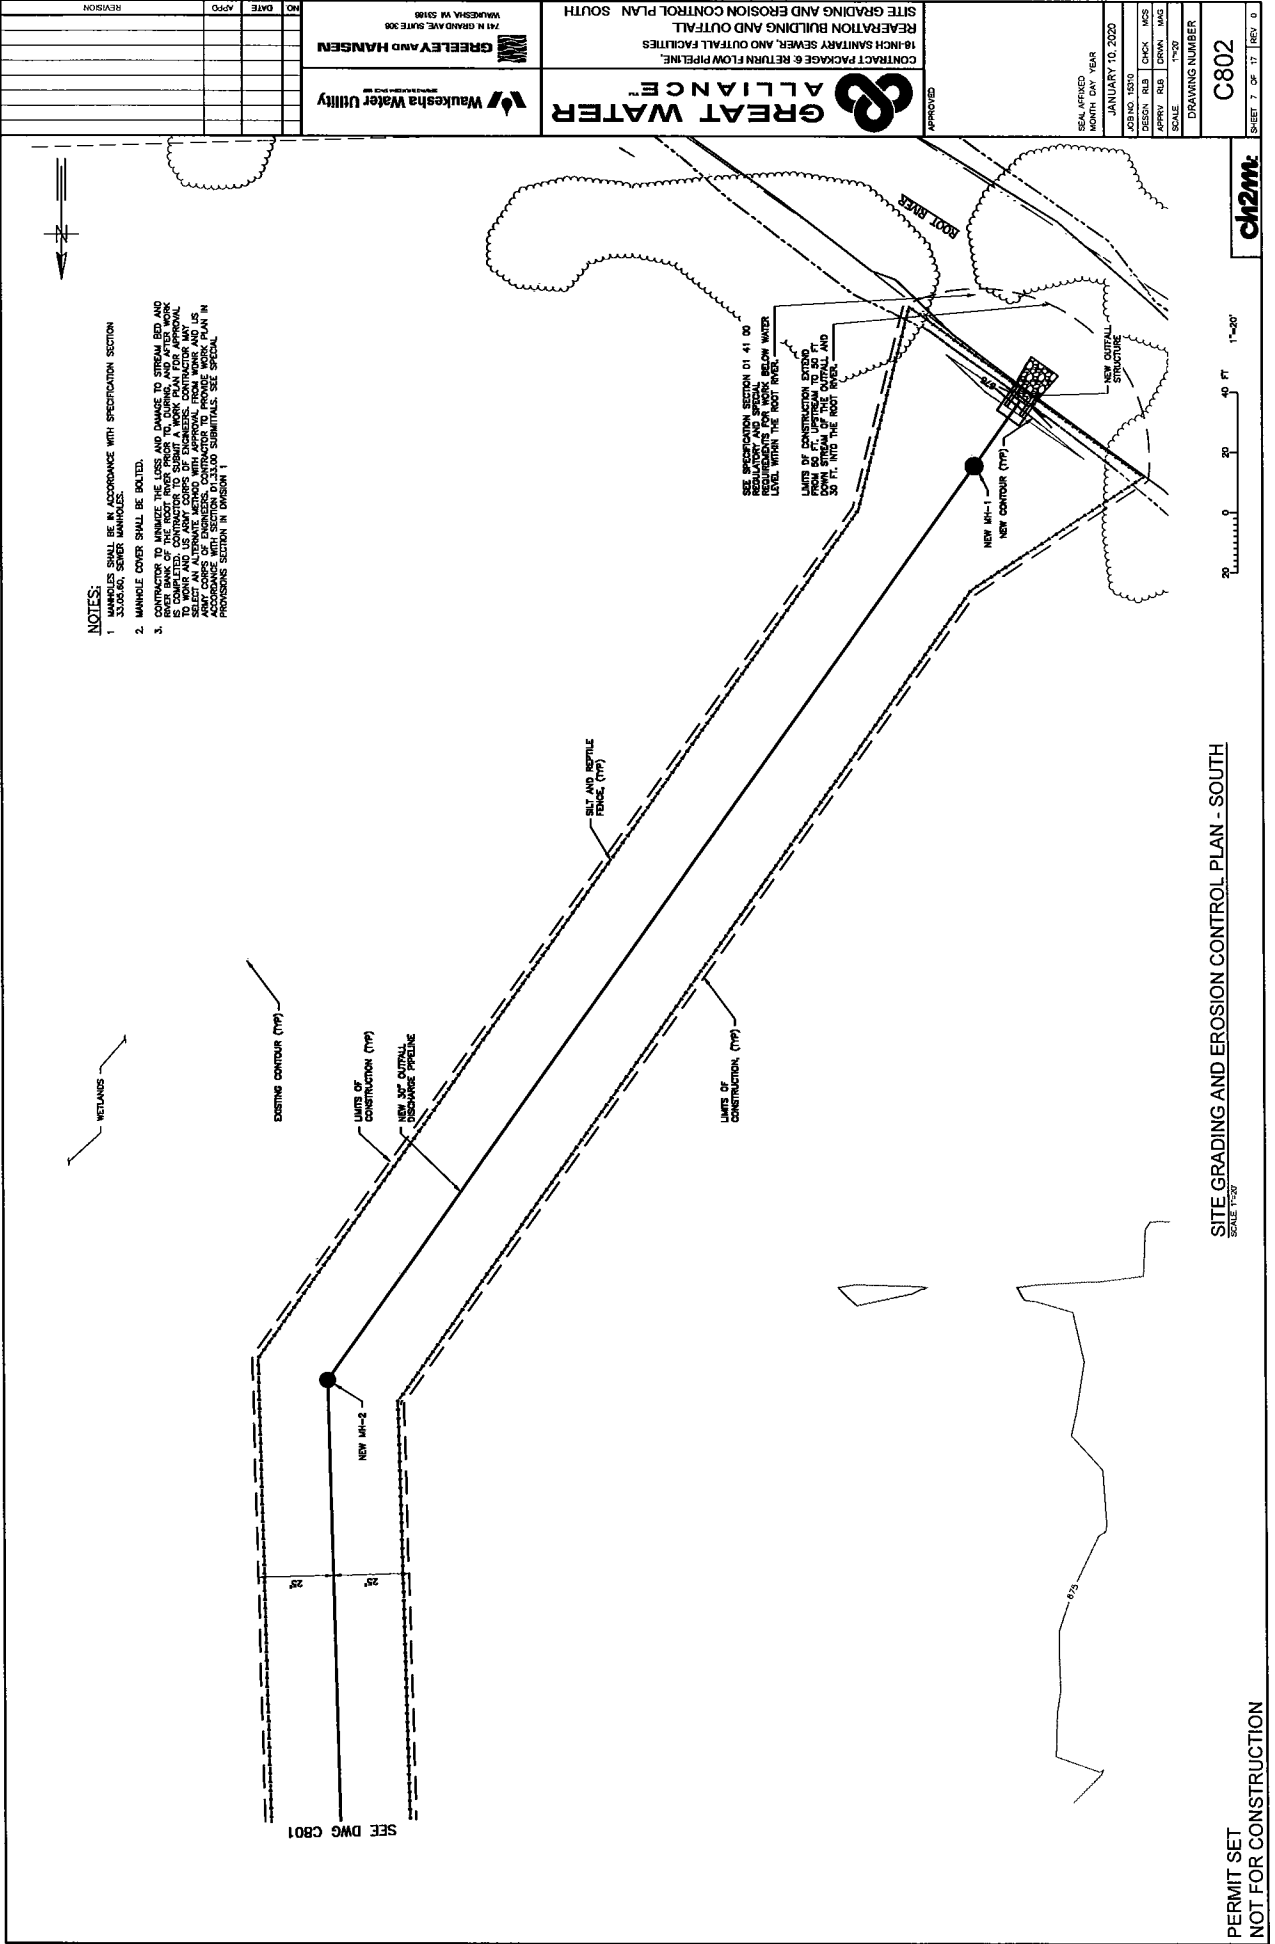 NOTES:
1 MANHOLES SHALL BE IN ACCORDANCE WITH SPECIFICATION SECTION
33.05.60, SEWER MANHOLES.
2. MANHOLE COVER SHALL BE BOLTED.
3. CONTRACTOR TO MINIMIZE THE LOSS AND DAMAGE TO STREAM BED AND
RIVER BANK OF THE ROOT RIVER PRIOR TO, DURING, AND AFTER WORK
IS COMPLETED. CONTRACTOR TO SUBMIT A WORK PLAN FOR APPROVAL
TO WDNR AND US ARMY CORPS OF ENGINEERS. CONTRACTOR MAY
SELECT AN ALTERNATE METHOD WITH APPROVAL FROM WDNR AND US
ARMY CORPS OF ENGINEERS. CONTRACTOR TO PROVIDE WORK PLAN IN
ACCORDANCE WITH SECTION 01.33.00 SUBMITTALS. SEE SPECIAL
PROVISIONS SECTION IN DIVISION 1
WETLANDS
EXISTING CONTOUR (TYP)
LIMITS OF
CONSTRUCTION (TYP)
NEW 30" OUTFALL
DISCHARGE PIPELINE
SILT AND REPTILE
FENCE, (TYP)
LIMITS OF
CONSTRUCTION, (TYP)
NEW MH-2
25'
25'
SEE DWG C801
SEE SPECIFICATION SECTION 01 41 00
REGULATORY AND SPECIAL
REQUIREMENTS FOR WORK BELOW WATER
LEVEL WITHIN THE ROOT RIVER.
LIMITS OF CONSTRUCTION EXTEND
FROM 50 FT. UPSTREAM TO 50 FT.
DOWN STREAM OF THE OUTFALL AND
30 FT. INTO THE ROOT RIVER.
ROOT RIVER
675
NEW MH-1
NEW CONTOUR (TYP)
NEW OUTFALL
STRUCTURE
675
20 0 20 40 FT
1"=20'
SITE GRADING AND EROSION CONTROL PLAN - SOUTH
SCALE 1"=20'
PERMIT SET
NOT FOR CONSTRUCTION
ch2m:
NO DATE APPD REVISION
Waukesha Water Utility
GREELEY AND HANSEN
741 N. GRAND AVE, SUITE 308
WAUKESHA, WI 53186
GREAT WATER
ALLIANCE™
CONTRACT PACKAGE 6: RETURN FLOW PIPELINE,
18-INCH SANITARY SEWER, AND OUTFALL FACILITIES
REAERATION BUILDING AND OUTFALL
SITE GRADING AND EROSION CONTROL PLAN SOUTH
APPROVED
SEAL AFFIXED
MONTH DAY YEAR
JANUARY 10, 2020
JOB NO. 15310
DESGN RLB CHCK MCS
APPRV RLB DRWN MAG
SCALE 1"=20'
DRAWING NUMBER
C802
SHEET 7 OF 17 REV 0